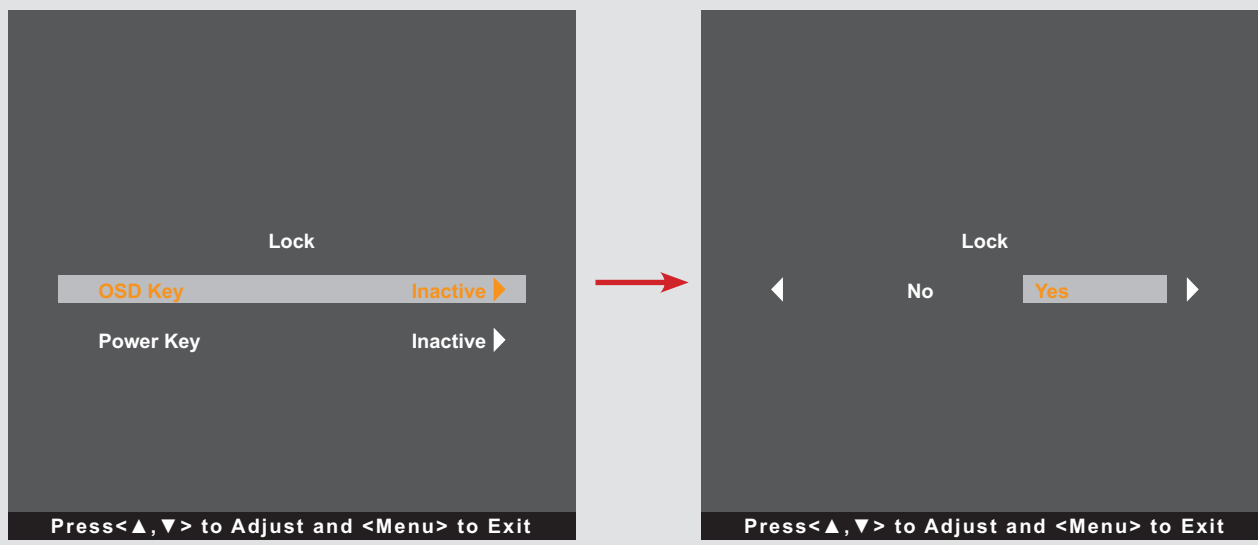 Lock
OSD Key Inactive
Power Key Inactive
Press<▲,▼> to Adjust and <Menu> to Exit
Lock
No Yes
Press<▲,▼> to Adjust and <Menu> to Exit